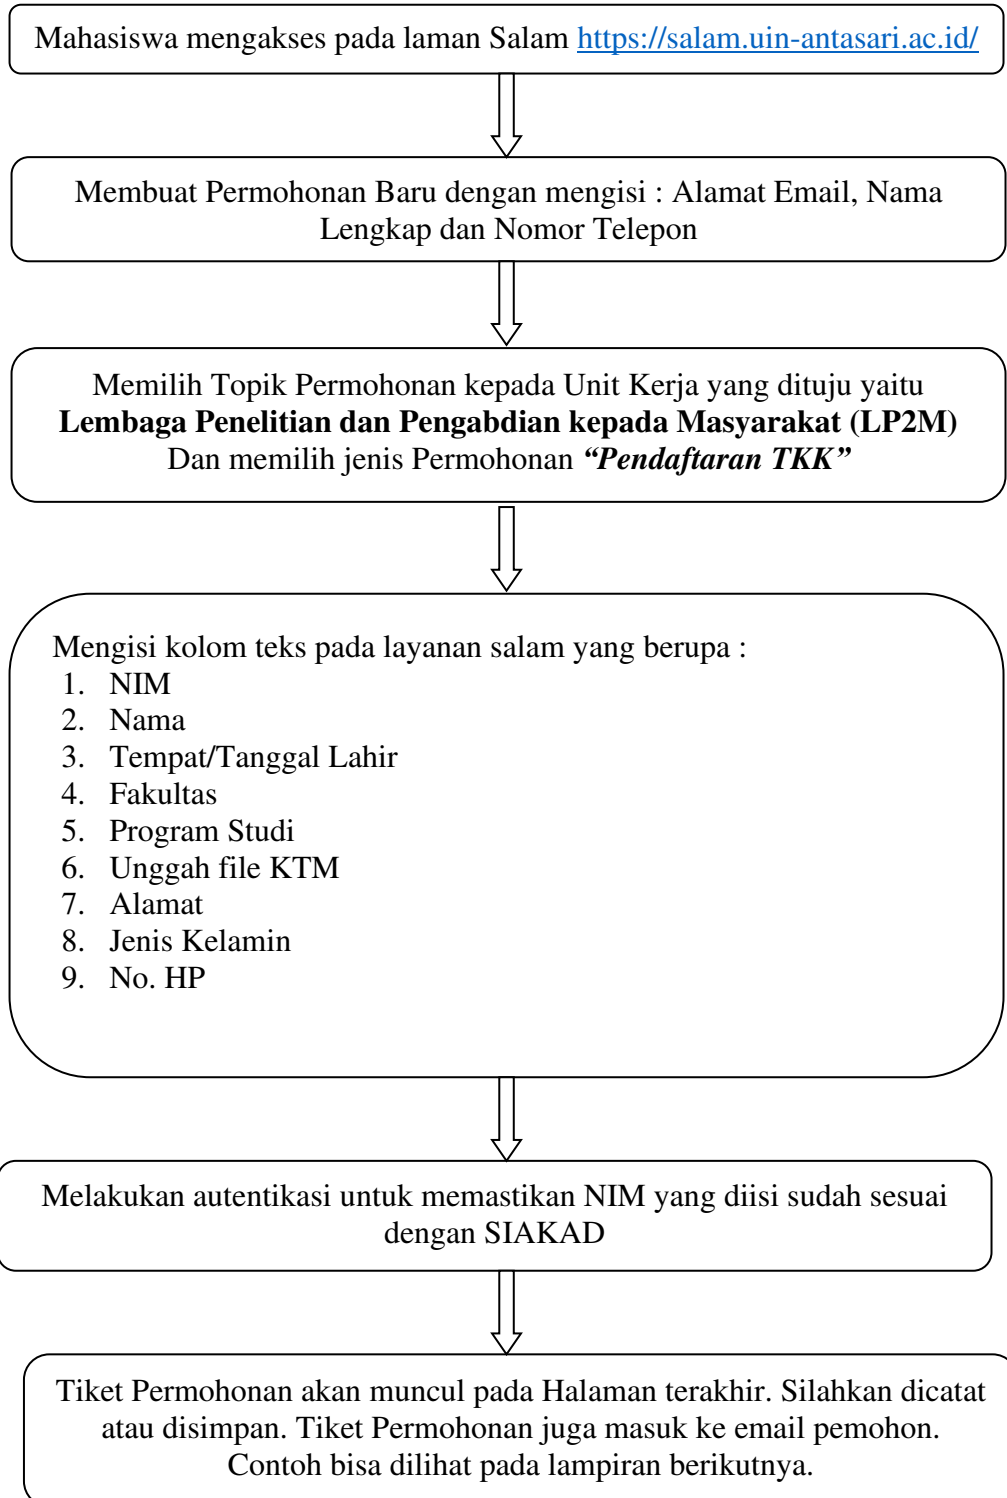 Mahasiswa mengakses pada laman Salam https://salam.uin-antasari.ac.id/
Membuat Permohonan Baru dengan mengisi : Alamat Email, Nama
Lengkap dan Nomor Telepon
Memilih Topik Permohonan kepada Unit Kerja yang dituju yaitu
Lembaga Penelitian dan Pengabdian kepada Masyarakat (LP2M)
Dan memilih jenis Permohonan “Pendaftaran TKK”
Mengisi kolom teks pada layanan salam yang berupa :
1. NIM
2. Nama
3. Tempat/Tanggal Lahir
4. Fakultas
5. Program Studi
6. Unggah file KTM
7. Alamat
8. Jenis Kelamin
9. No. HP
Melakukan autentikasi untuk memastikan NIM yang diisi sudah sesuai
dengan SIAKAD
Tiket Permohonan akan muncul pada Halaman terakhir. Silahkan dicatat
atau disimpan. Tiket Permohonan juga masuk ke email pemohon.
Contoh bisa dilihat pada lampiran berikutnya.